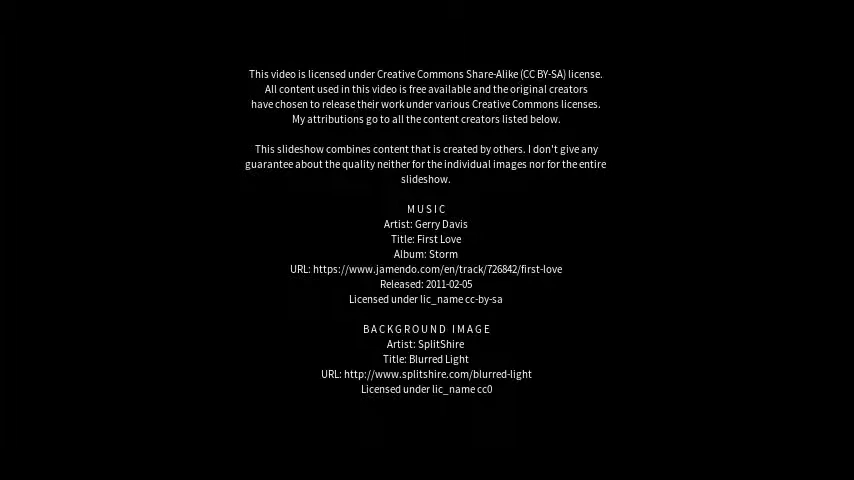 This video is licensed under Creative Commons Share-Alike (CC BY-SA) license.
All content used in this video is free available and the original creators
have chosen to release their work under various Creative Commons licenses.
My attributions go to all the content creators listed below.
This slideshow combines content that is created by others. I don't give any
guarantee about the quality neither for the individual images nor for the entire
slideshow.
MUSIC
Artist: Gerry Davis
Title: First Love
Album: Storm
URL: https://www.jamendo.com/en/track/726842/first-love
Released: 2011-02-05
Licensed under lic_name cc-by-sa
BACKGROUND IMAGE
Artist: SplitShire
Title: Blurred Light
URL: http://www.splitshire.com/blurred-light
Licensed under lic_name cc0